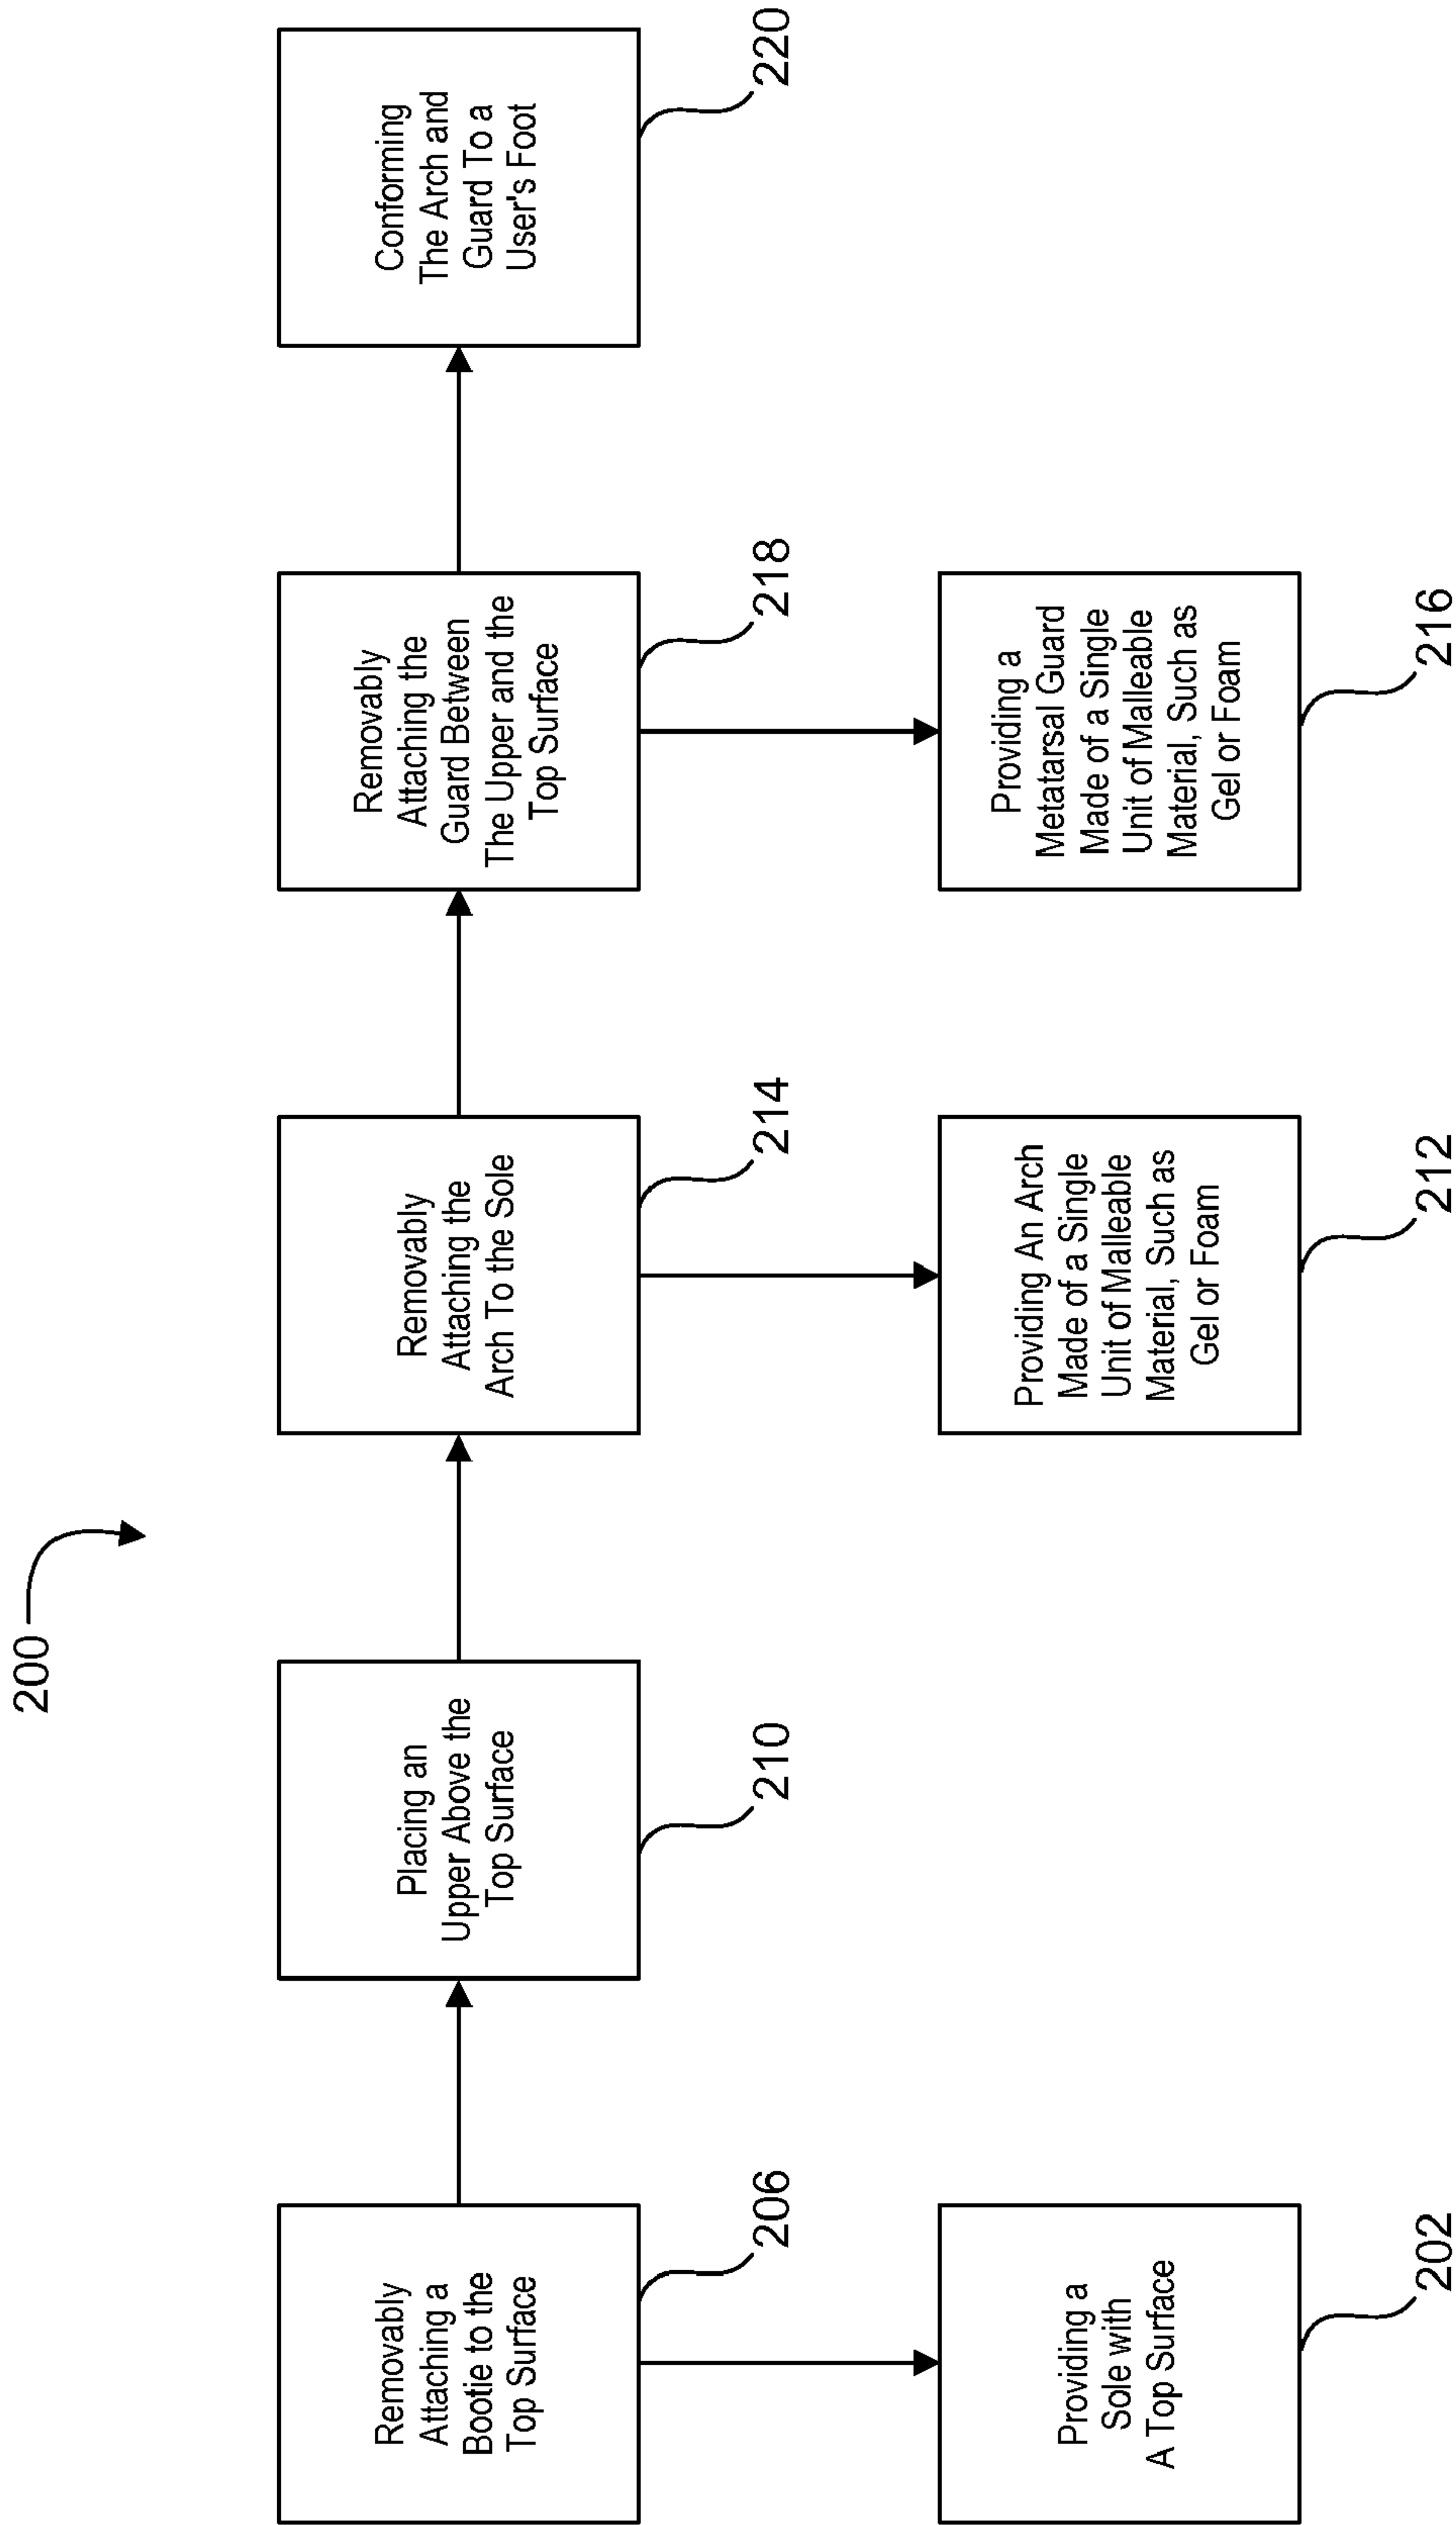 200
Removably
Attaching a
Bootie to the
Top Surface
206
Placing an
Upper Above the
Top Surface
210
Removably
Attaching the
Arch To the Sole
214
Removably
Attaching the
Guard Between
The Upper and the
Top Surface
218
Conforming
The Arch and
Guard To a
User's Foot
220
Providing a
Sole with
A Top Surface
202
Providing An Arch
Made of a Single
Unit of Malleable
Material, Such as
Gel or Foam
212
Providing a
Metatarsal Guard
Made of a Single
Unit of Malleable
Material, Such as
Gel or Foam
216